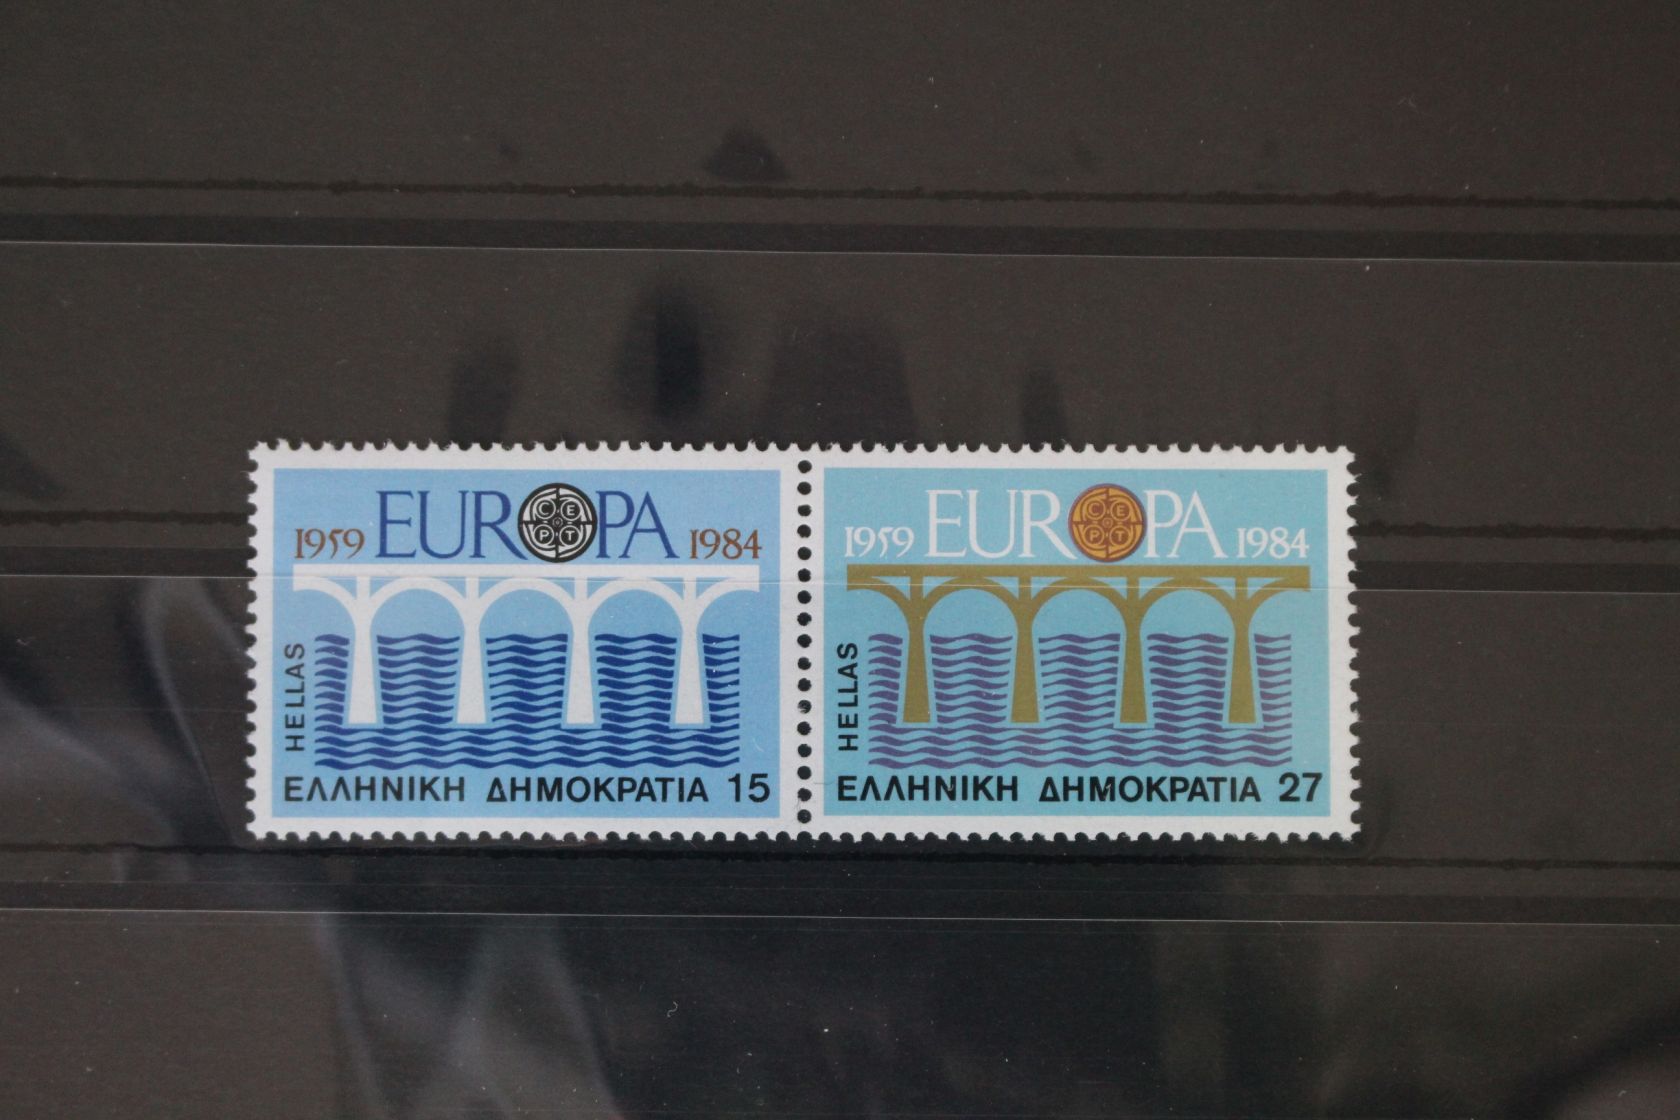 1959 EUROPA 1984
CEPT
HELLAS
ΕΛΛΗΝΙΚΗ ΔΗΜΟΚΡΑΤΙΑ 15
1959 EUROPA 1984
CEPT
HELLAS
ΕΛΛΗΝΙΚΗ ΔΗΜΟΚΡΑΤΙΑ 27